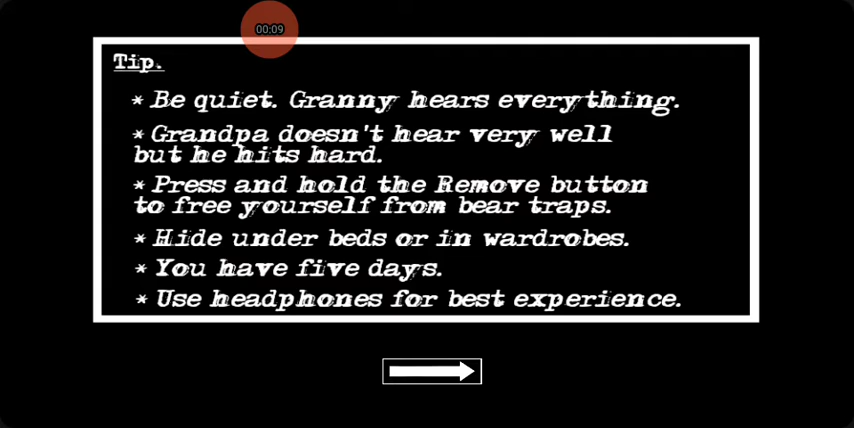 00:09
Tip.
* Be quiet. Granny hears everything.
* Grandpa doesn't hear very well
but he hits hard.
* Press and hold the Remove button
to free yourself from bear traps.
* Hide under beds or in wardrobes.
* You have five days.
* Use headphones for best experience.